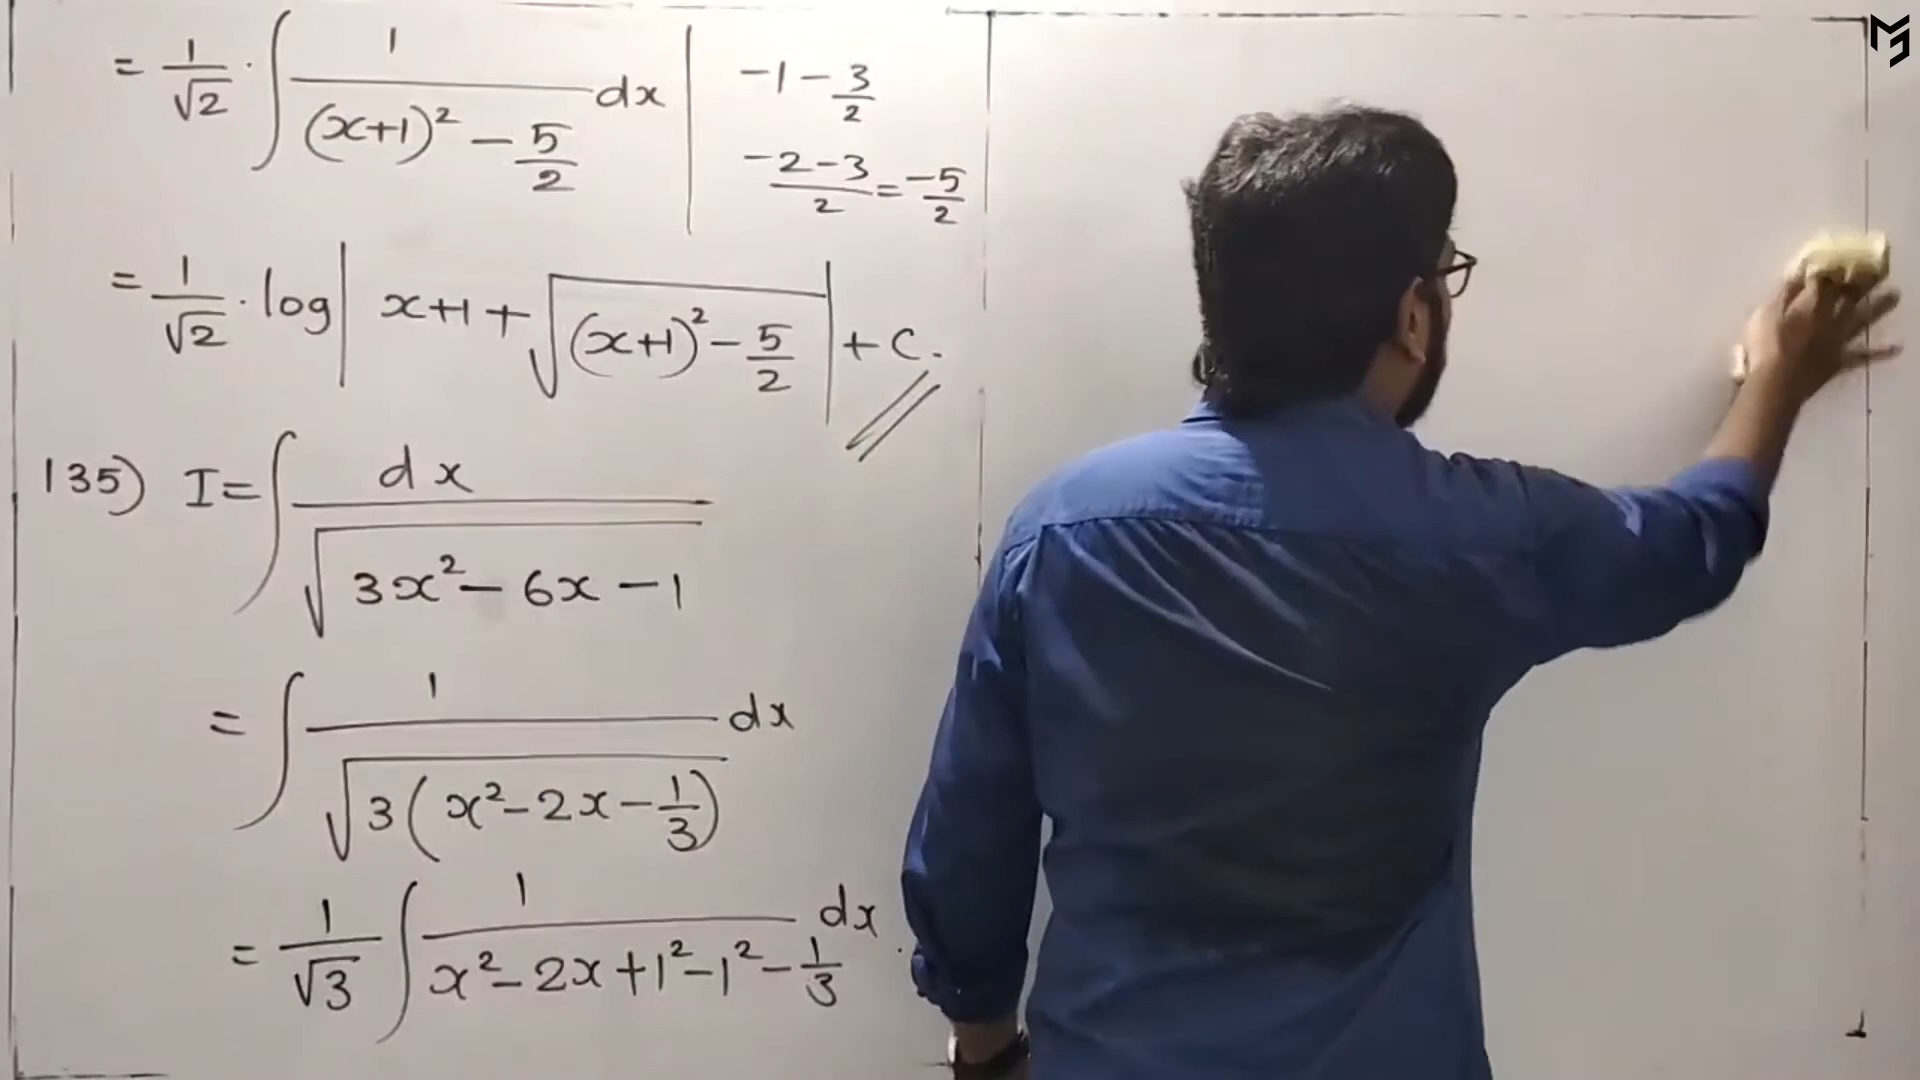 = 1/√2 · ∫ 1/((x+1)² - 5/2) dx
-1 - 3/2
(-2-3)/2 = -5/2
= 1/√2 · log| x+1 + √((x+1)² - 5/2) | + C.
135) I = ∫ dx/√(3x² - 6x - 1)
= ∫ 1/√(3(x² - 2x - 1/3)) dx
= 1/√3 ∫ 1/(x² - 2x + 1² - 1² - 1/3) dx.